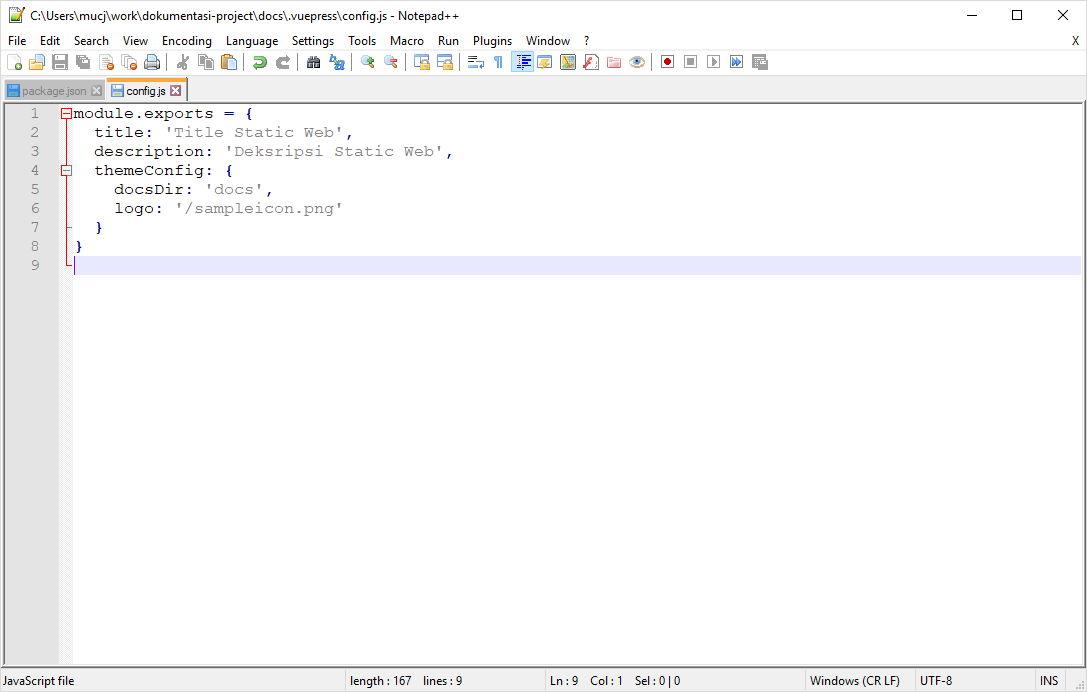 C:\Users\mucj\work\dokumentasi-project\docs\.vuepress\config.js - Notepad++
File Edit Search View Encoding Language Settings Tools Macro Run Plugins Window ? X
package.json config.js
1 module.exports = {
2 title: 'Title Static Web',
3 description: 'Deksripsi Static Web',
4 themeConfig: {
5 docsDir: 'docs',
6 logo: '/sampleicon.png'
7 }
8 }
9
JavaScript file length : 167 lines : 9 Ln : 9 Col : 1 Sel : 0 | 0 Windows (CR LF) UTF-8 INS